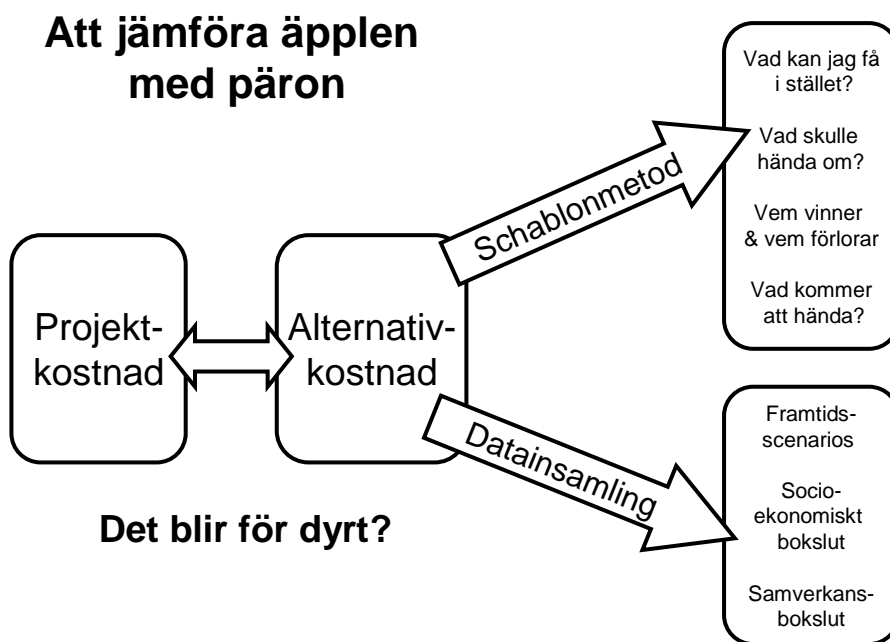 Att jämföra äpplen
med päron
Projekt-
kostnad
Alternativ-
kostnad
Det blir för dyrt?
Schablonmetod
Datainsamling
Vad kan jag få
i stället?
Vad skulle
hända om?
Vem vinner
& vem förlorar
Vad kommer
att hända?
Framtids-
scenarios
Socio-
ekonomiskt
bokslut
Samverkans-
bokslut